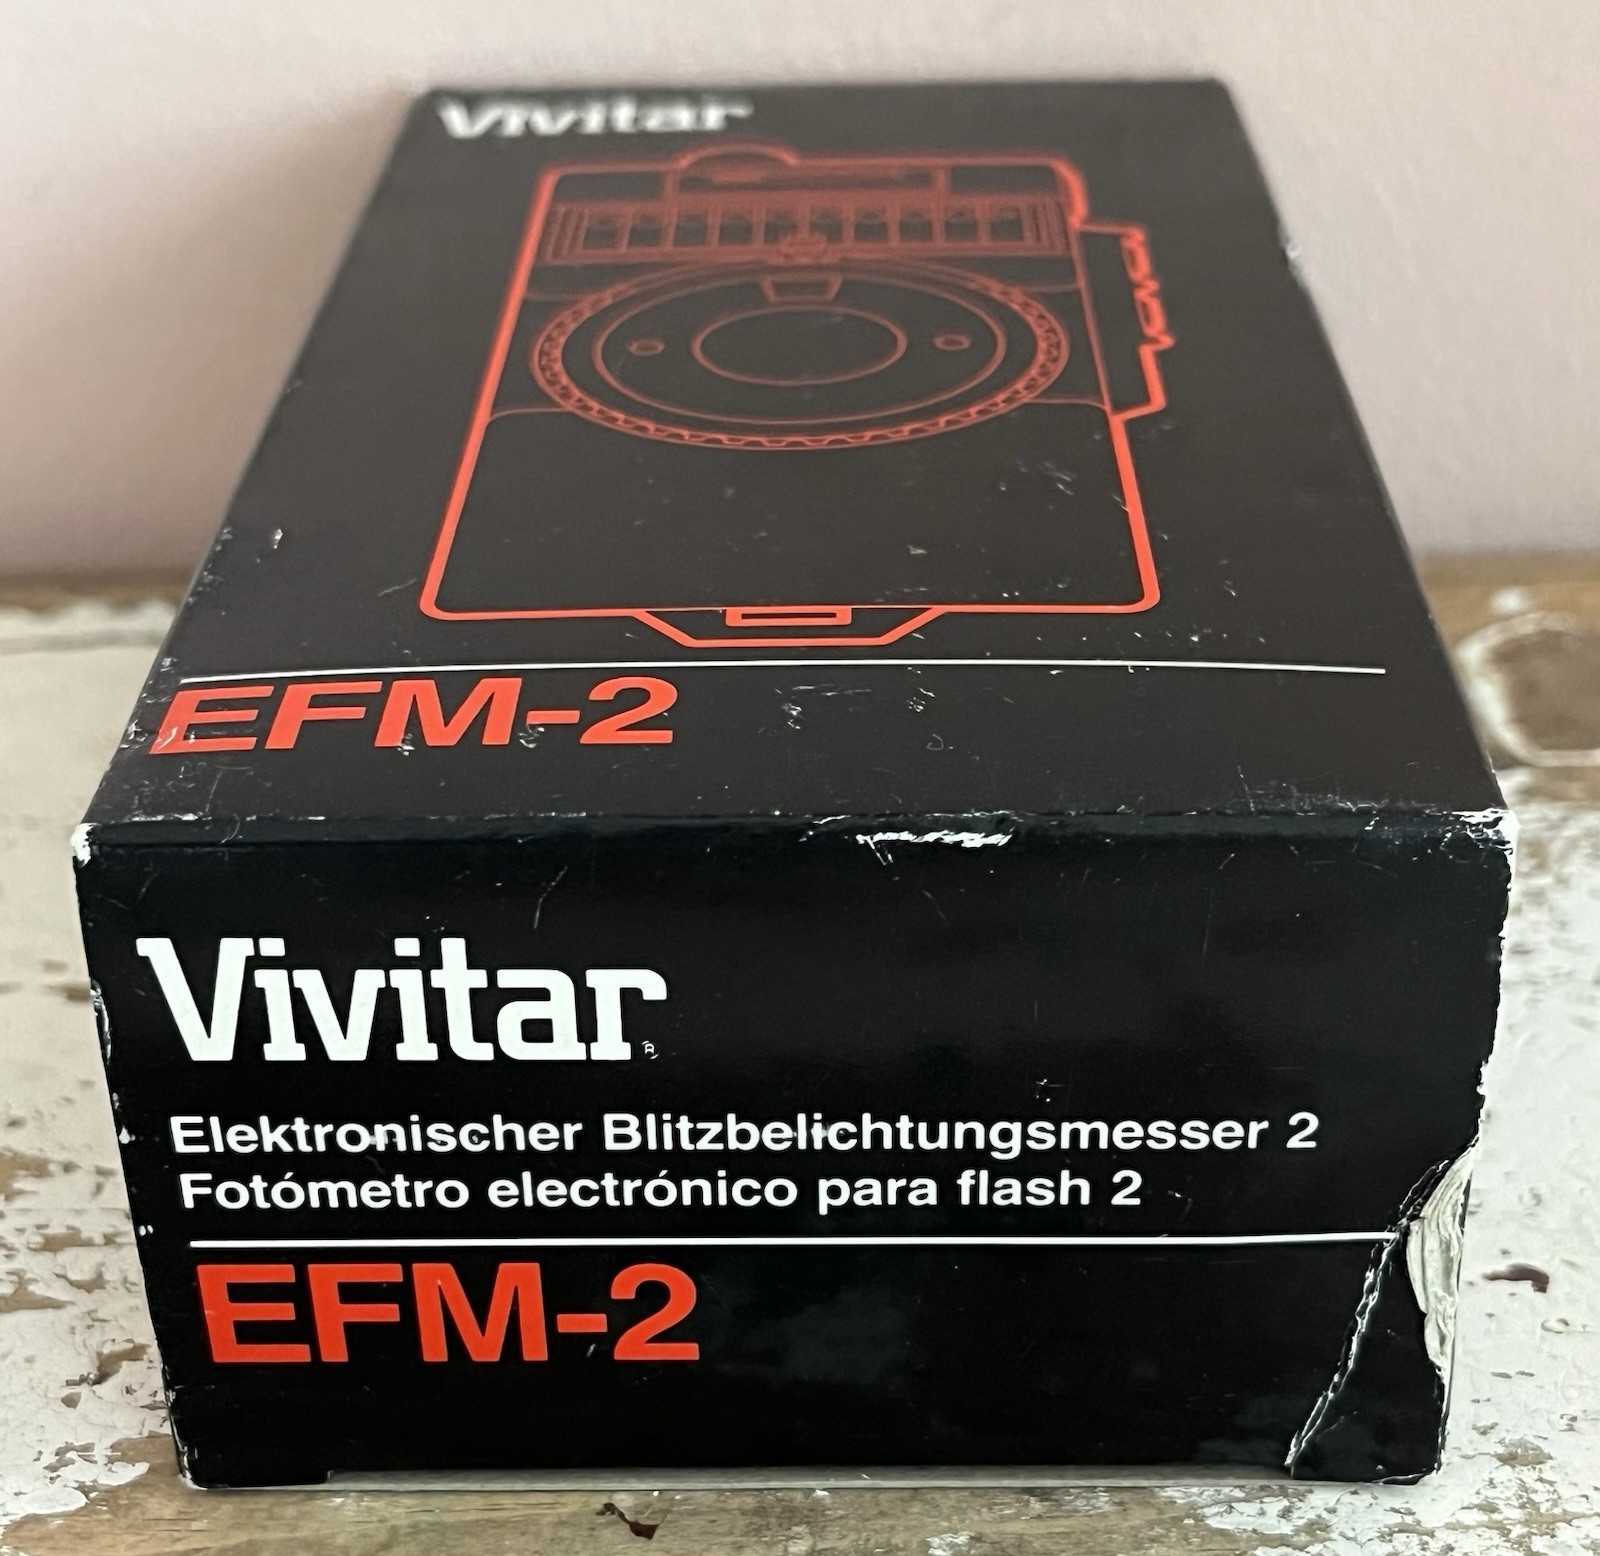 Vivitar
EFM-2
Vivitar®
Elektronischer Blitzbelichtungsmesser 2
Fotómetro electrónico para flash 2
EFM-2